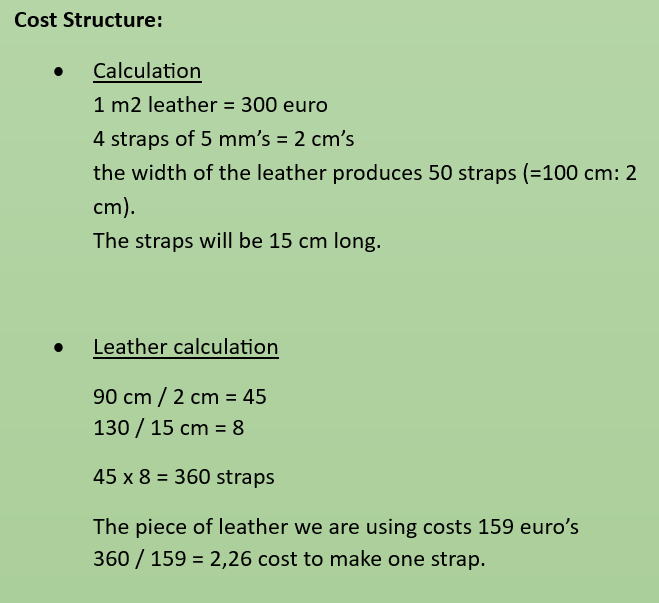 Cost Structure:
● Calculation
1 m2 leather = 300 euro
4 straps of 5 mm’s = 2 cm’s
the width of the leather produces 50 straps (=100 cm: 2
cm).
The straps will be 15 cm long.
● Leather calculation
90 cm / 2 cm = 45
130 / 15 cm = 8
45 x 8 = 360 straps
The piece of leather we are using costs 159 euro’s
360 / 159 = 2,26 cost to make one strap.